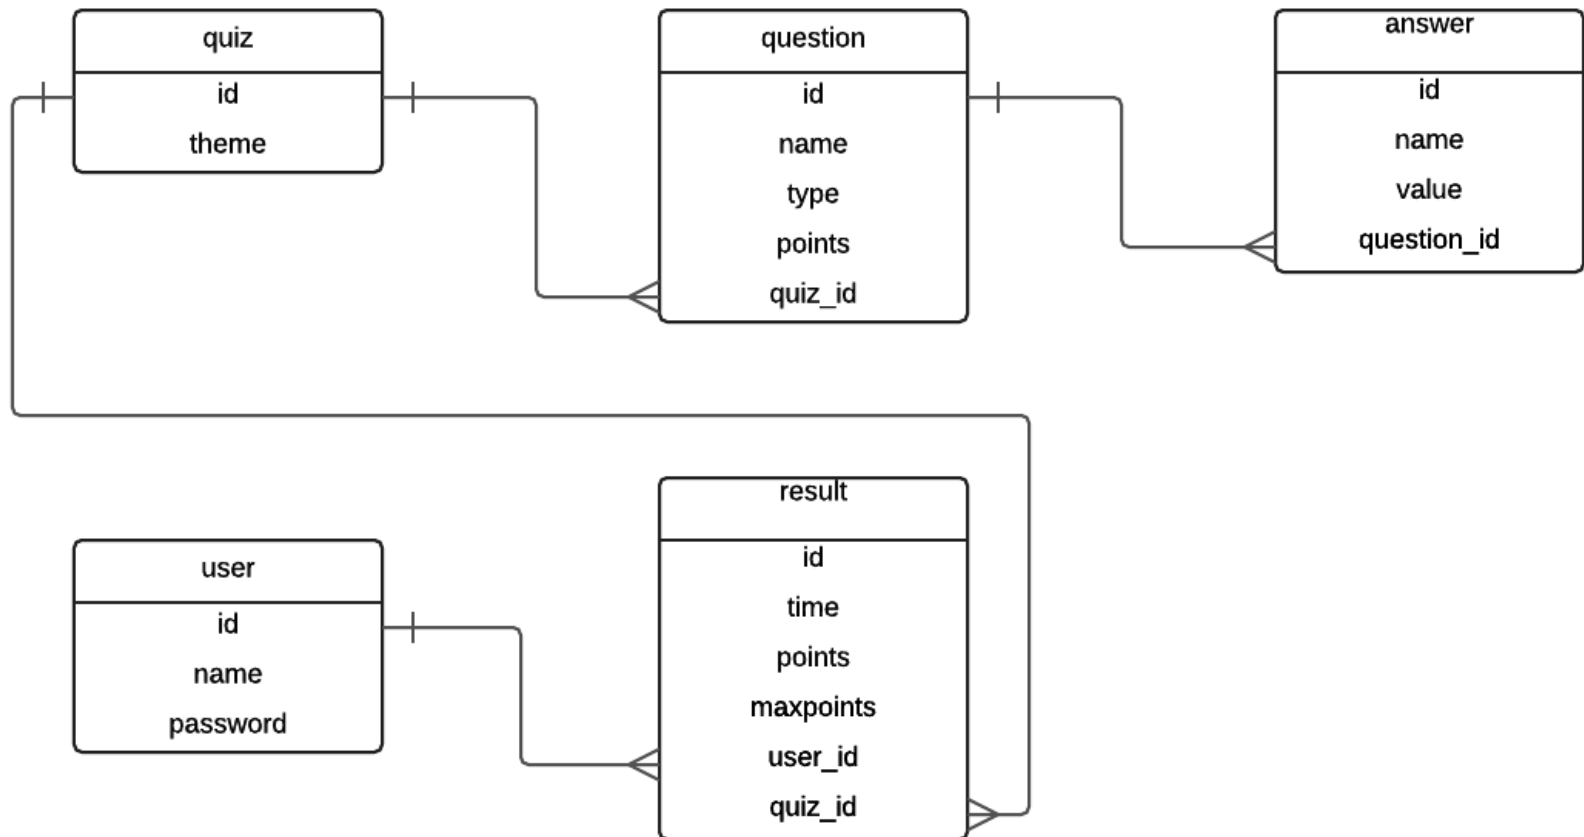 quiz
id
theme
question
id
name
type
points
quiz_id
answer
id
name
value
question_id
user
id
name
password
result
id
time
points
maxpoints
user_id
quiz_id